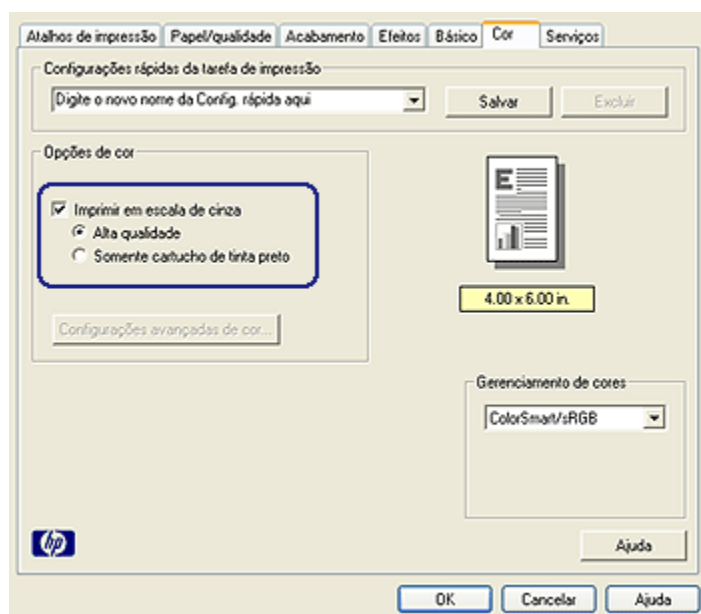 Atalhos de impressão Papel/qualidade Acabamento Efeitos Básico Cor Serviços
Configurações rápidas da tarefa de impressão
Digite o novo nome da Config. rápida aqui Salvar Excluir
Opções de cor
Imprimir em escala de cinza
Alta qualidade
Somente cartucho de tinta preto
Configurações avançadas de cor...
E
4.00 x 6.00 in.
Gerenciamento de cores
ColorSmart/sRGB
hp
Ajuda
OK Cancelar Ajuda